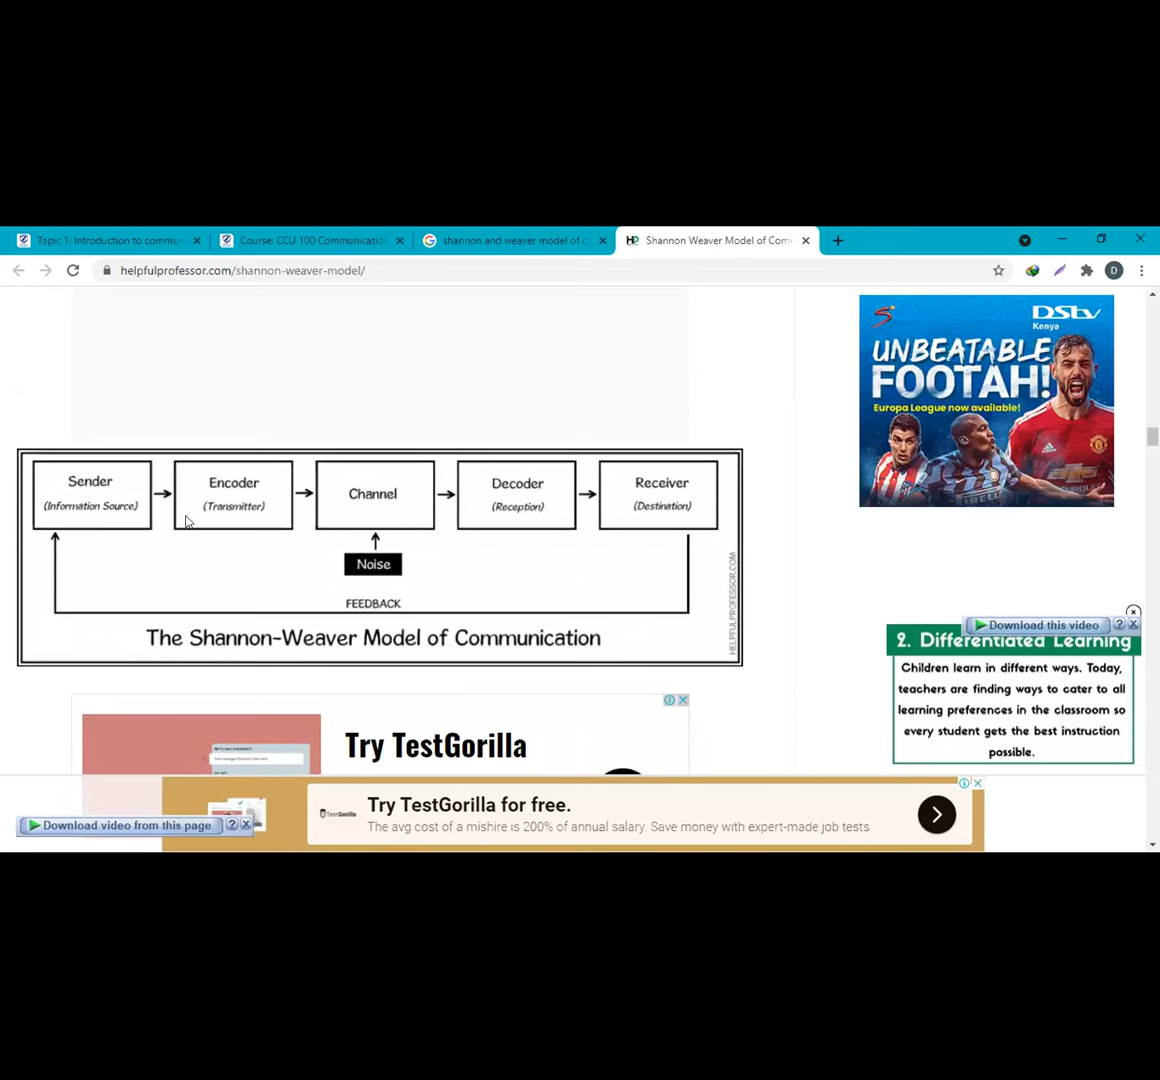 Topic 1: Introduction to commun
Course: CCU 100 Communication
shannon and weaver model of c
Shannon Weaver Model of Com
helpfulprofessor.com/shannon-weaver-model/
D
DStv
Kenya
UNBEATABLE
FOOTAH!
Europa League now available!
Sender
(Information Source)
Encoder
(Transmitter)
Channel
Decoder
(Reception)
Receiver
(Destination)
Noise
FEEDBACK
The Shannon-Weaver Model of Communication
HELPFULPROFESSOR.COM
Download this video
2. Differentiated Learning
Children learn in different ways. Today,
teachers are finding ways to cater to all
learning preferences in the classroom so
every student gets the best instruction
possible.
Try TestGorilla
TestGorilla
Try TestGorilla for free.
The avg cost of a mishire is 200% of annual salary. Save money with expert-made job tests
Download video from this page